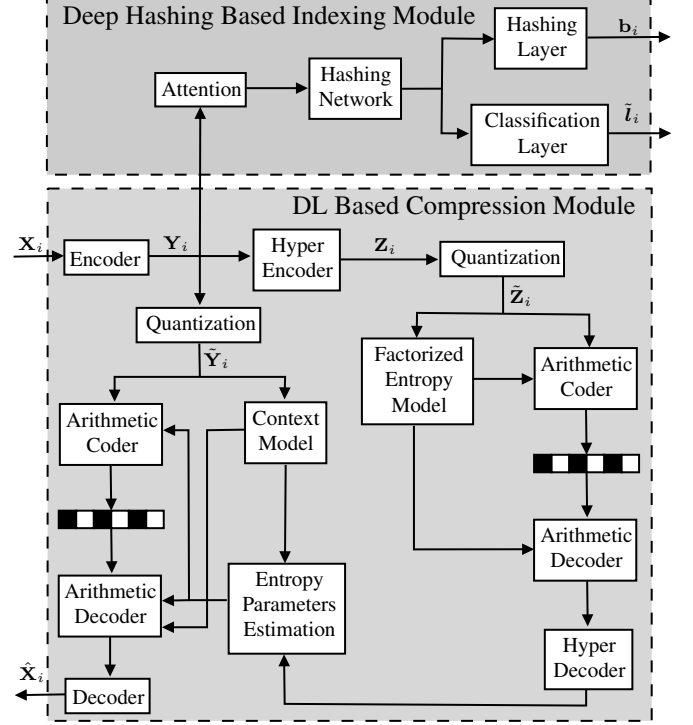 Deep Hashing Based Indexing Module
Hashing
Layer
b_i
Attention
Hashing
Network
Classification
Layer
l̃_i
DL Based Compression Module
X_i
Encoder
Y_i
Hyper
Encoder
Z_i
Quantization
Z̃_i
Quantization
Ỹ_i
Factorized
Entropy
Model
Arithmetic
Coder
Arithmetic
Coder
Context
Model
Arithmetic
Decoder
Arithmetic
Decoder
Entropy
Parameters
Estimation
Hyper
Decoder
X̂_i
Decoder